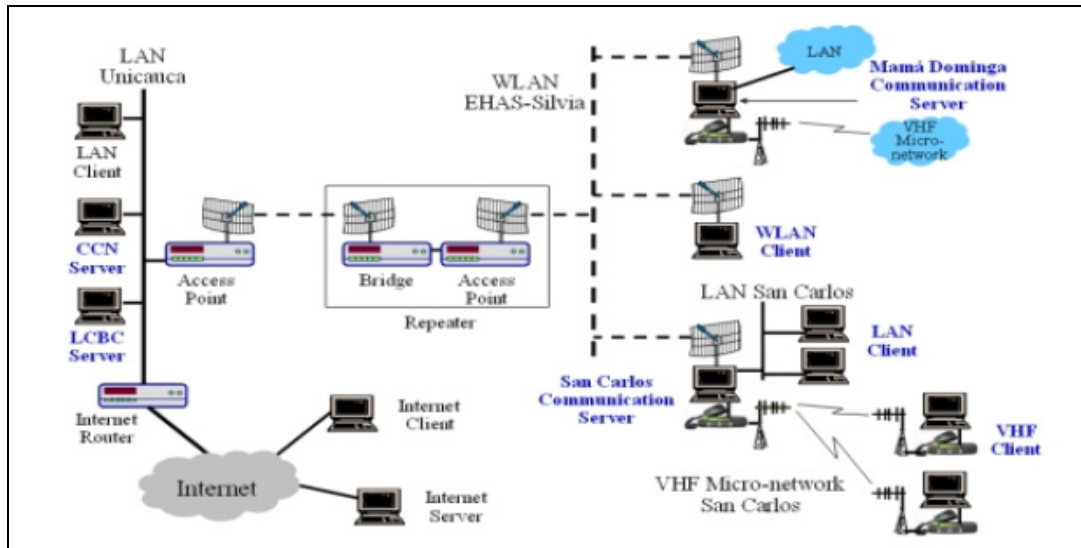 LAN
Unicauca
LAN
Client
CCN
Server
LCBC
Server
Internet
Router
Internet
Internet
Client
Internet
Server
Access
Point
Bridge
Access
Point
Repeater
WLAN
EHAS-Silvia
LAN
Mamá Dominga
Communication
Server
VHF
Micro-
network
WLAN
Client
LAN San Carlos
LAN
Client
San Carlos
Communication
Server
VHF
Client
VHF Micro-network
San Carlos